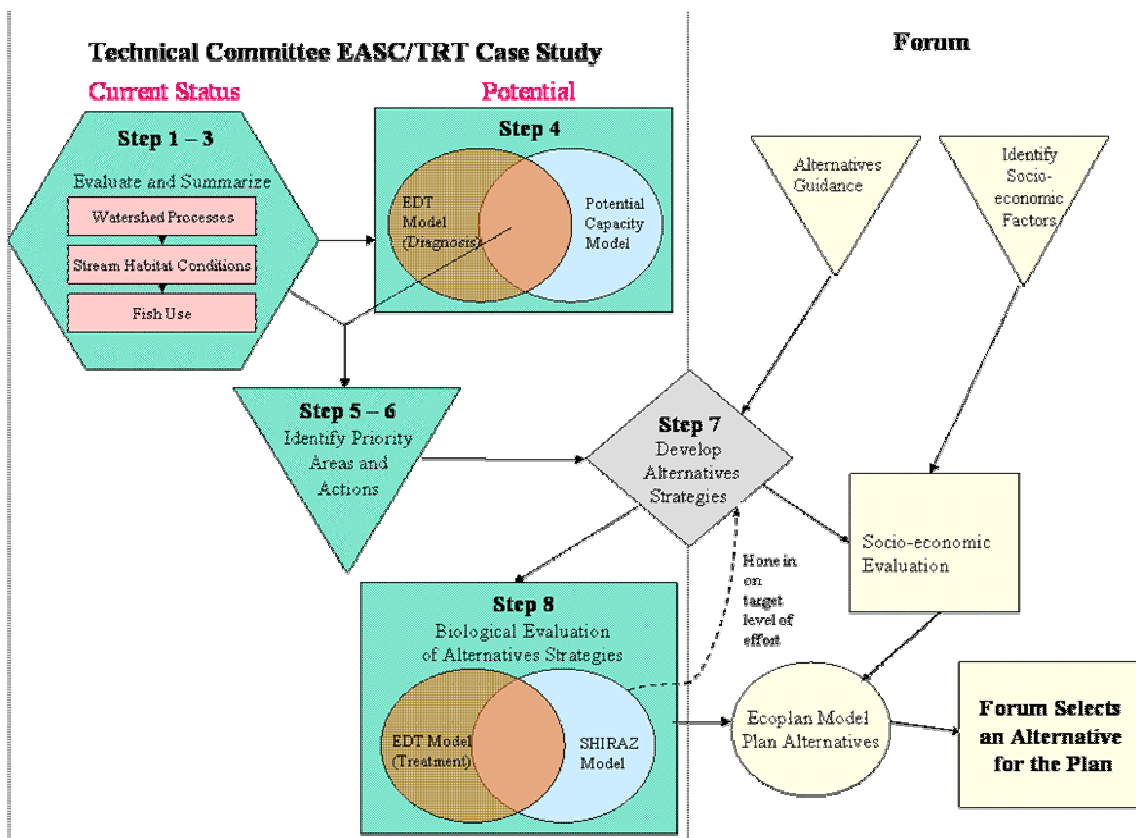 Technical Committee EASC/TRT Case Study
Forum
Current Status
Potential
Step 1 – 3
Evaluate and Summarize
Watershed Processes
Stream Habitat Conditions
Fish Use
Step 4
EDT
Model
(Diagnosis)
Potential
Capacity
Model
Alternatives
Guidance
Identify
Socio-
economic
Factors
Step 5 – 6
Identify Priority
Areas and
Actions
Step 7
Develop
Alternatives
Strategies
Socio-economic
Evaluation
Hone in
on
target
level of
effort
Step 8
Biological Evaluation
of Alternatives Strategies
EDT Model
(Treatment)
SHIRAZ
Model
Ecoplan Model
Plan Alternatives
Forum Selects
an Alternative
for the Plan